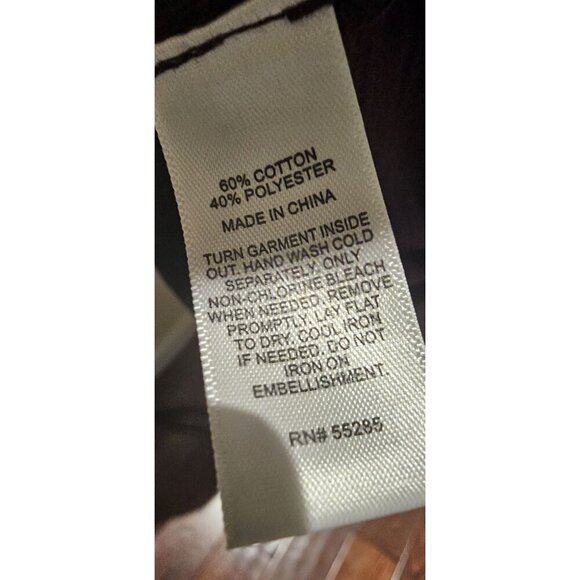 60% COTTON
40% POLYESTER
MADE IN CHINA
TURN GARMENT INSIDE
OUT. HAND WASH COLD
SEPARATELY. ONLY
NON-CHLORINE BLEACH
WHEN NEEDED. REMOVE
PROMPTLY. LAY FLAT
TO DRY. COOL IRON
IF NEEDED. DO NOT
IRON ON
EMBELLISHMENT.
RN# 55285